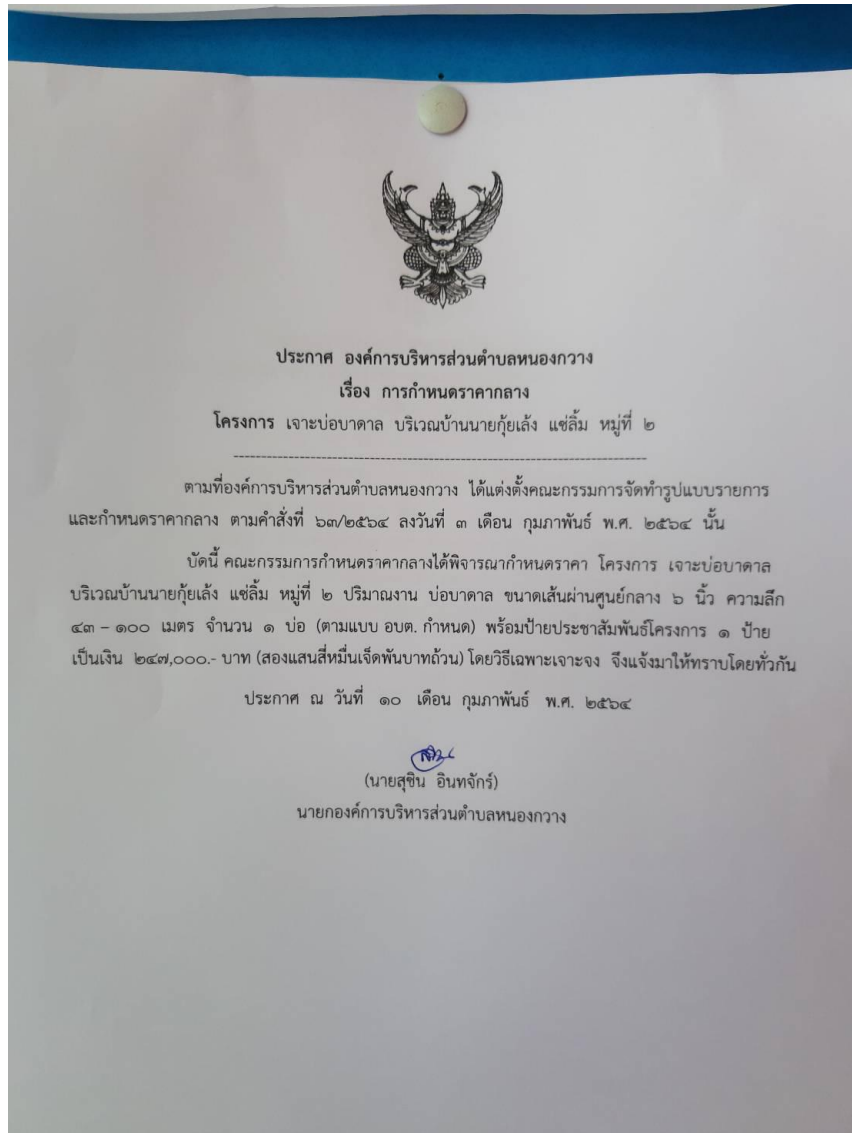 ประกาศ องค์การบริหารส่วนตำบลหนองกวาง
เรื่อง การกำหนดราคากลาง
โครงการ เจาะบ่อบาดาล บริเวณบ้านนายกุ้ยเล้ง แซ่ลิ้ม หมู่ที่ ๒
ตามที่องค์การบริหารส่วนตำบลหนองกวาง ได้แต่งตั้งคณะกรรมการจัดทำรูปแบบรายการ
และกำหนดราคากลาง ตามคำสั่งที่ ๖๓/๒๕๖๔ ลงวันที่ ๓ เดือน กุมภาพันธ์ พ.ศ. ๒๕๖๔ นั้น
บัดนี้ คณะกรรมการกำหนดราคากลางได้พิจารณากำหนดราคา โครงการ เจาะบ่อบาดาล
บริเวณบ้านนายกุ้ยเล้ง แซ่ลิ้ม หมู่ที่ ๒ ปริมาณงาน บ่อบาดาล ขนาดเส้นผ่านศูนย์กลาง ๖ นิ้ว ความลึก
๔๓ – ๑๐๐ เมตร จำนวน ๑ บ่อ (ตามแบบ อบต. กำหนด) พร้อมป้ายประชาสัมพันธ์โครงการ ๑ ป้าย
เป็นเงิน ๒๔๗,๐๐๐.- บาท (สองแสนสี่หมื่นเจ็ดพันบาทถ้วน) โดยวิธีเฉพาะเจาะจง จึงแจ้งมาให้ทราบโดยทั่วกัน
ประกาศ ณ วันที่ ๑๐ เดือน กุมภาพันธ์ พ.ศ. ๒๕๖๔
(นายสุชิน อินทจักร์)
นายกองค์การบริหารส่วนตำบลหนองกวาง